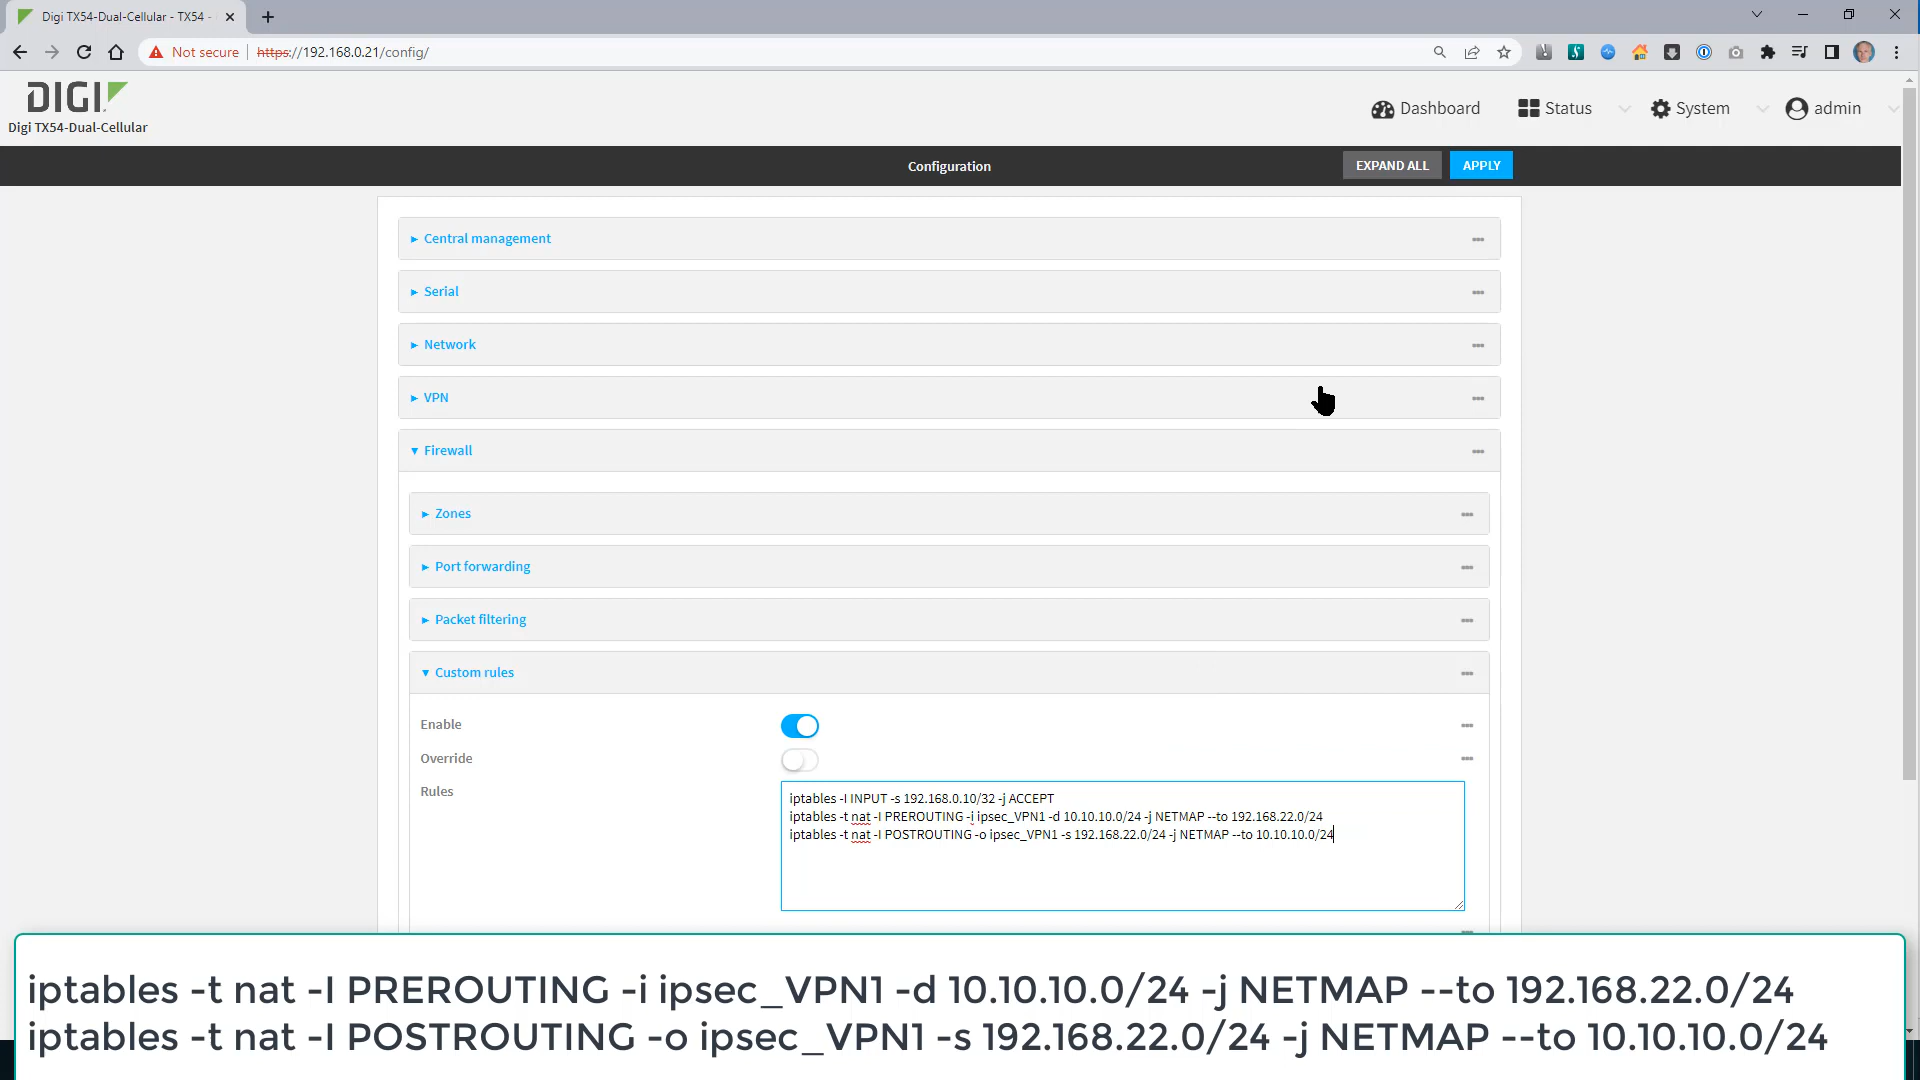 Digi TX54-Dual-Cellular - TX54 -
Not secure
https://192.168.0.21/config/
DIGI
Digi TX54-Dual-Cellular
Dashboard
Status
System
admin
Configuration
EXPAND ALL
APPLY
Central management
Serial
Network
VPN
Firewall
Zones
Port forwarding
Packet filtering
Custom rules
Enable
Override
Rules
iptables -I INPUT -s 192.168.0.10/32 -j ACCEPT
iptables -t nat -I PREROUTING -i ipsec_VPN1 -d 10.10.10.0/24 -j NETMAP --to 192.168.22.0/24
iptables -t nat -I POSTROUTING -o ipsec_VPN1 -s 192.168.22.0/24 -j NETMAP --to 10.10.10.0/24
iptables -t nat -I PREROUTING -i ipsec_VPN1 -d 10.10.10.0/24 -j NETMAP --to 192.168.22.0/24
iptables -t nat -I POSTROUTING -o ipsec_VPN1 -s 192.168.22.0/24 -j NETMAP --to 10.10.10.0/24